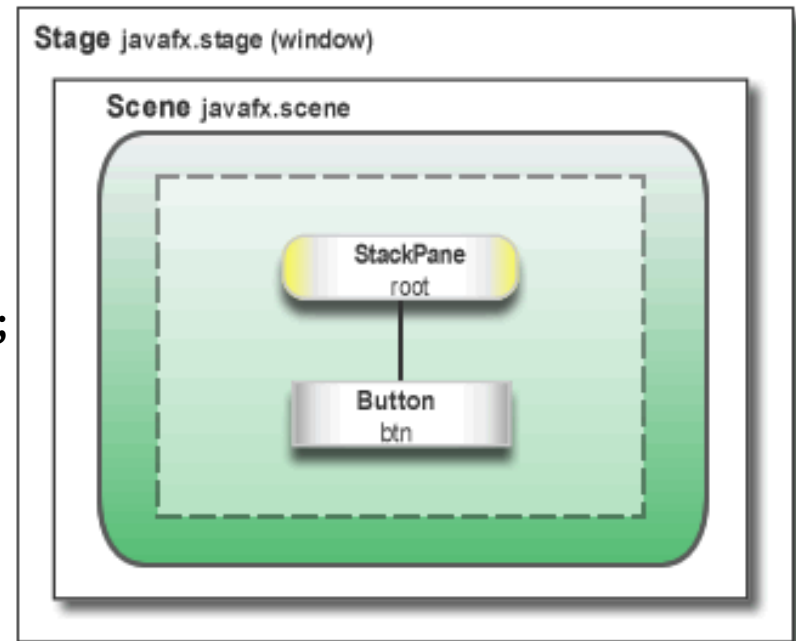 Stage javafx.stage (window)
Scene javafx.scene
StackPane
root
;
Button
btn